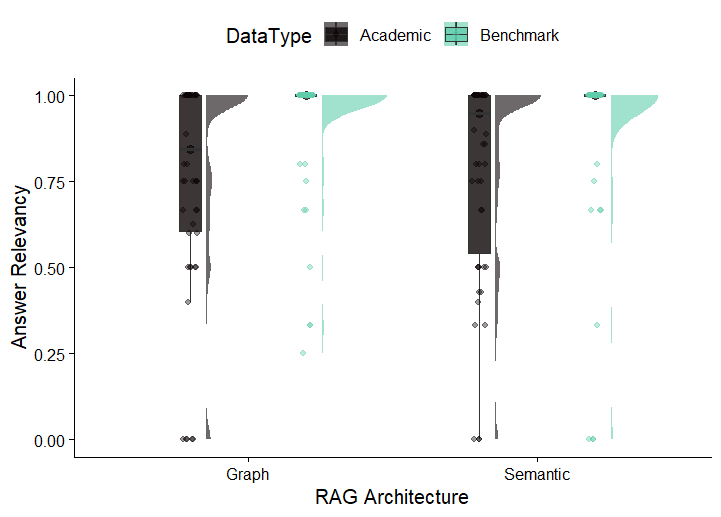 DataType Academic Benchmark
Answer Relevancy
1.00
0.75
0.50
0.25
0.00
Graph Semantic
RAG Architecture